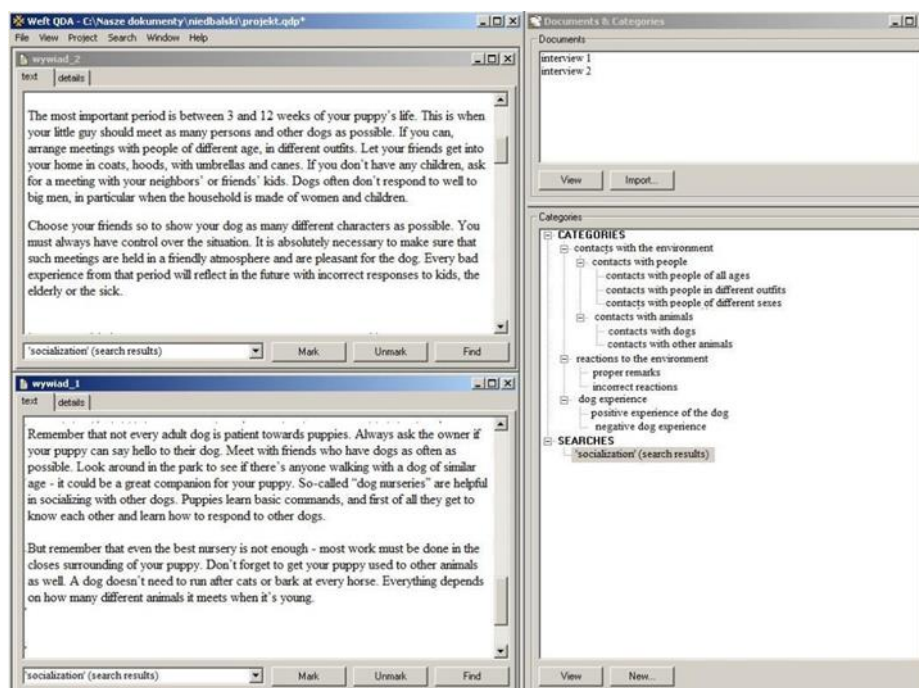 Weft QDA - C:\Nasze dokumenty\niedbalski\projekt.qdp*
File View Project Search Window Help
wywiad_2
text details
The most important period is between 3 and 12 weeks of your puppy's life. This is when
your little guy should meet as many persons and other dogs as possible. If you can,
arrange meetings with people of different age, in different outfits. Let your friends get into
your home in coats, hoods, with umbrellas and canes. If you don't have any children, ask
for a meeting with your neighbors' or friends' kids. Dogs often don't respond to well to
big men, in particular when the household is made of women and children.
Choose your friends so to show your dog as many different characters as possible. You
must always have control over the situation. It is absolutely necessary to make sure that
such meetings are held in a friendly atmosphere and are pleasant for the dog. Every bad
experience from that period will reflect in the future with incorrect responses to kids, the
elderly or the sick.
'socialization' (search results) Mark Unmark Find
wywiad_1
text details
Remember that not every adult dog is patient towards puppies. Always ask the owner if
your puppy can say hello to their dog. Meet with friends who have dogs as often as
possible. Look around in the park to see if there's anyone walking with a dog of similar
age - it could be a great companion for your puppy. So-called "dog nurseries" are helpful
in socializing with other dogs. Puppies learn basic commands, and first of all they get to
know each other and learn how to respond to other dogs.
But remember that even the best nursery is not enough - most work must be done in the
closes surrounding of your puppy. Don't forget to get your puppy used to other animals
as well. A dog doesn't need to run after cats or bark at every horse. Everything depends
on how many different animals it meets when it's young.
'socialization' (search results) Mark Unmark Find
Documents & Categories
Documents
interview 1
interview 2
View Import...
Categories
CATEGORIES
contacts with the environment
contacts with people
contacts with people of all ages
contacts with people in different outfits
contacts with people of different sexes
contacts with animals
contacts with dogs
contacts with other animals
reactions to the environment
proper remarks
incorrect reactions
dog experience
positive experience of the dog
negative dog experience
SEARCHES
'socialization' (search results)
View New...